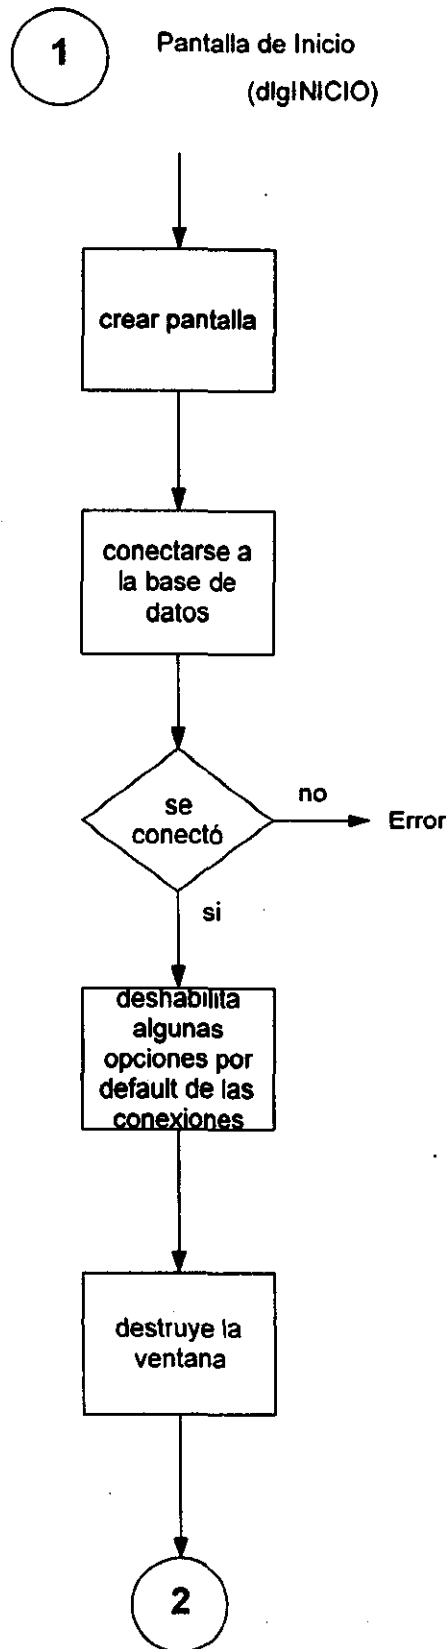 1
Pantalla de Inicio
(dlgINICIO)
crear pantalla
conectarse a
la base de
datos
se
conectó
no
Error
si
deshabilita
algunas
opciones por
default de las
conexiones
destruye la
ventana
2